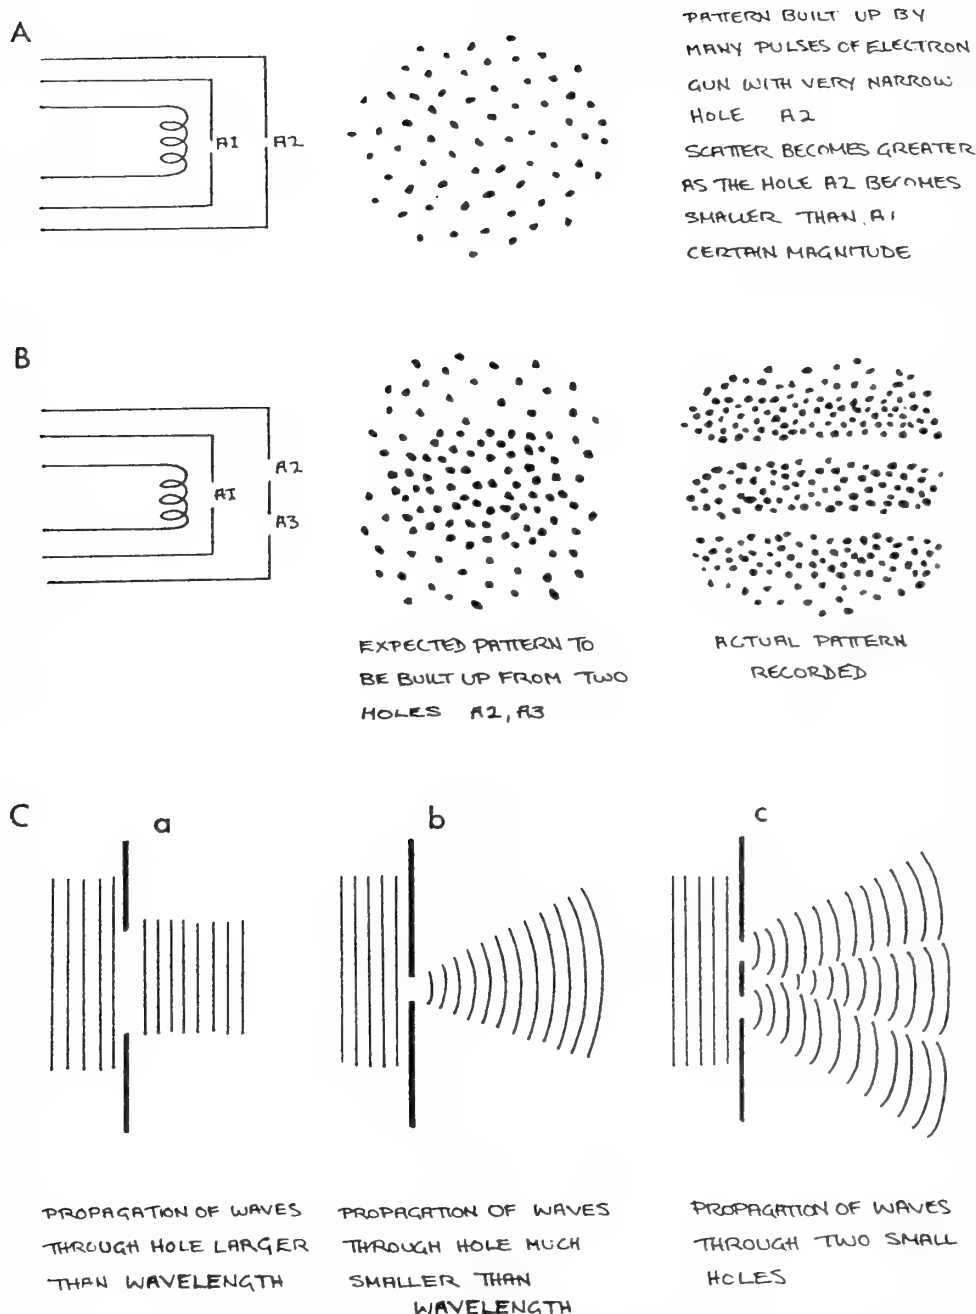 A
A1
A2
PATTERN BUILT UP BY
MANY PULSES OF ELECTRON
GUN WITH VERY NARROW
HOLE A2
SCATTER BECOMES GREATER
AS THE HOLE A2 BECOMES
SMALLER THAN A1
CERTAIN MAGNITUDE
B
A1
A2
A3
EXPECTED PATTERN TO
BE BUILT UP FROM TWO
HOLES A2, A3
ACTUAL PATTERN
RECORDED
C
a
b
c
PROPAGATION OF WAVES
THROUGH HOLE LARGER
THAN WAVELENGTH
PROPAGATION OF WAVES
THROUGH HOLE MUCH
SMALLER THAN
WAVELENGTH
PROPAGATION OF WAVES
THROUGH TWO SMALL
HOLES